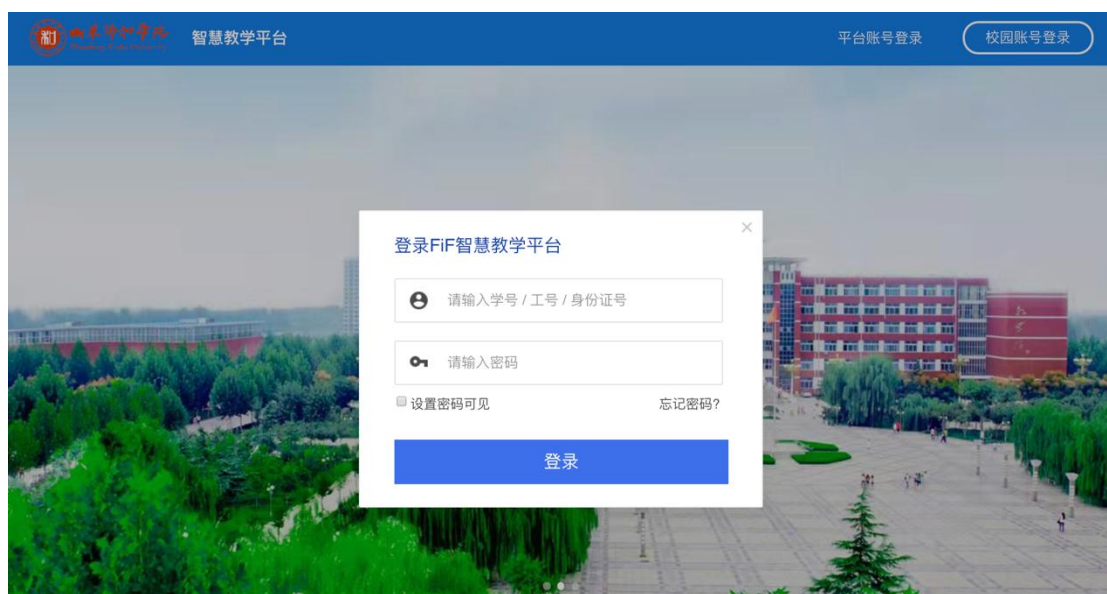 智慧教学平台
平台账号登录
校园账号登录
登录FiF智慧教学平台
请输入学号 / 工号 / 身份证号
请输入密码
设置密码可见
忘记密码?
登录